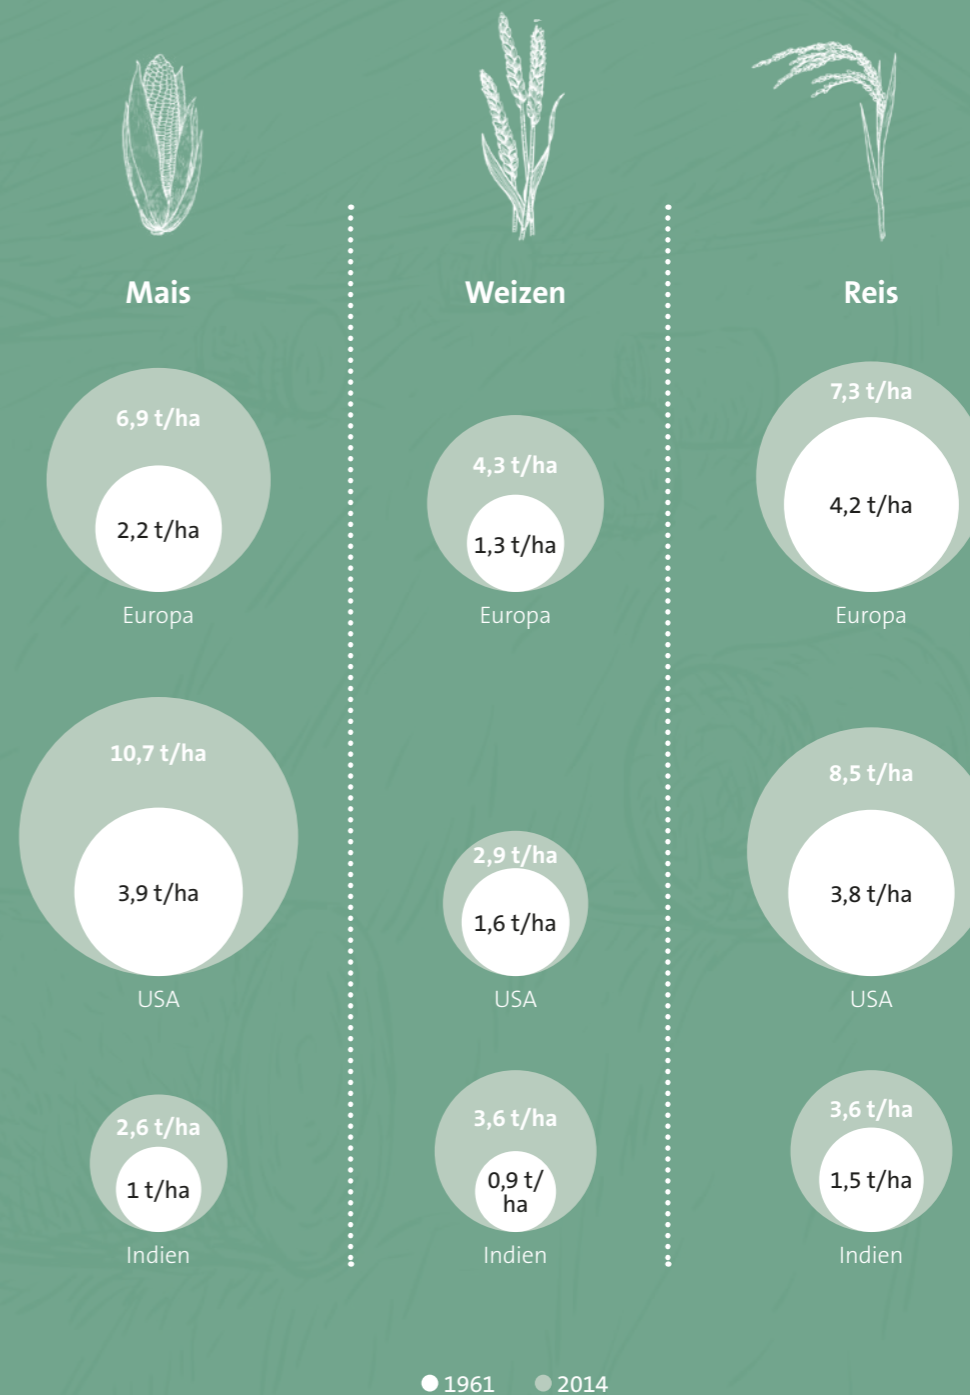 Mais
Weizen
Reis
6,9 t/ha
2,2 t/ha
Europa
4,3 t/ha
1,3 t/ha
Europa
7,3 t/ha
4,2 t/ha
Europa
10,7 t/ha
3,9 t/ha
USA
2,9 t/ha
1,6 t/ha
USA
8,5 t/ha
3,8 t/ha
USA
2,6 t/ha
1 t/ha
Indien
3,6 t/ha
0,9 t/
ha
Indien
3,6 t/ha
1,5 t/ha
Indien
1961
2014